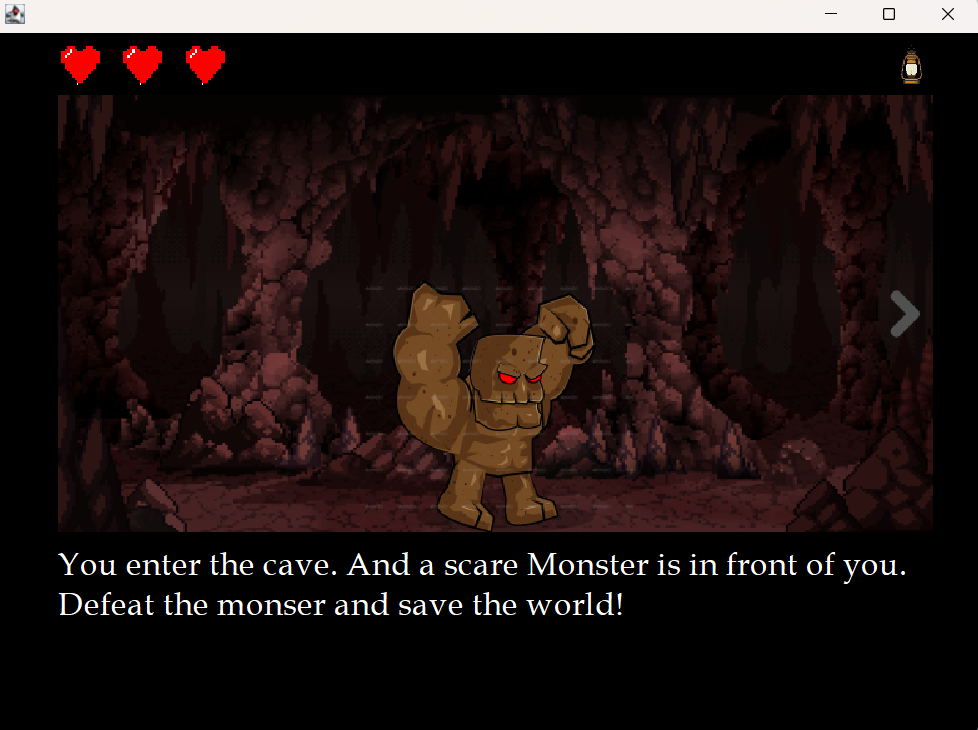 You enter the cave. And a scare Monster is in front of you.
Defeat the monser and save the world!